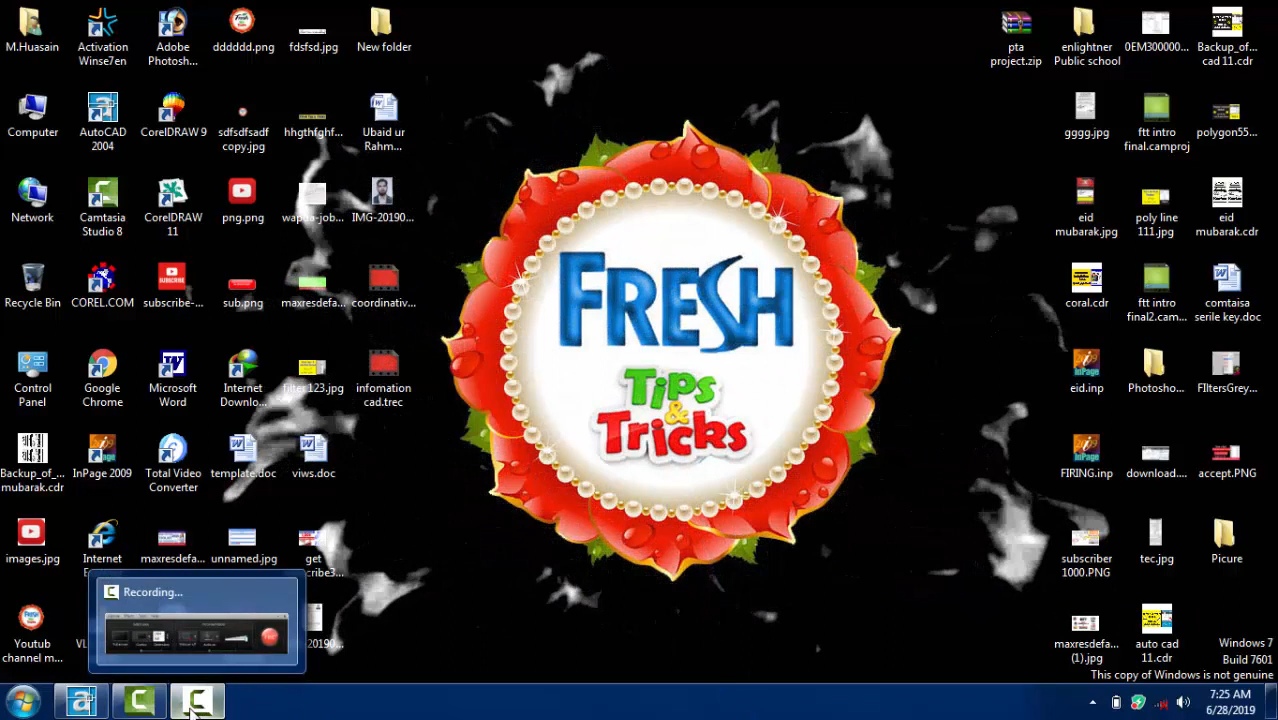 M.Huasain
Activation
Winse7en
Adobe
Photosh...
dddddd.png
fdsfsd.jpg
New folder
pta
project.zip
enlightner
Public school
0EM300000...
Backup_of_...
cad 11.cdr
Computer
AutoCAD
2004
CorelDRAW 9
sdfsdfsadf
copy.jpg
hhgthfghf...
Ubaid ur
Rahm...
gggg.jpg
ftt intro
final.camproj
polygon55...
Network
Camtasia
Studio 8
CorelDRAW
11
png.png
wapda-job...
IMG-20190...
eid
mubarak.jpg
poly line
111.jpg
eid
mubarak.cdr
Recycle Bin
COREL.COM
subscribe-...
sub.png
maxresdefa...
coordinativ...
coral.cdr
ftt intro
final2.cam...
comtaisa
serile key.doc
FRESH
Tips
&
Tricks
Control
Panel
Google
Chrome
Microsoft
Word
Internet
Downlo...
filter123.jpg
infomation
cad.trec
eid.inp
Photosho...
FIltersGrey...
Backup_of_...
mubarak.cdr
InPage 2009
Total Video
Converter
template.doc
viws.doc
FIRING.inp
download....
accept.PNG
images.jpg
Internet
maxresdefa...
unnamed.jpg
get
subscriber
1000.PNG
tec.jpg
Picure
Recording...
Youtub
channel m...
maxresdefa...
(1).jpg
auto cad
11.cdr
Windows 7
Build 7601
This copy of Windows is not genuine
7:25 AM
6/28/2019